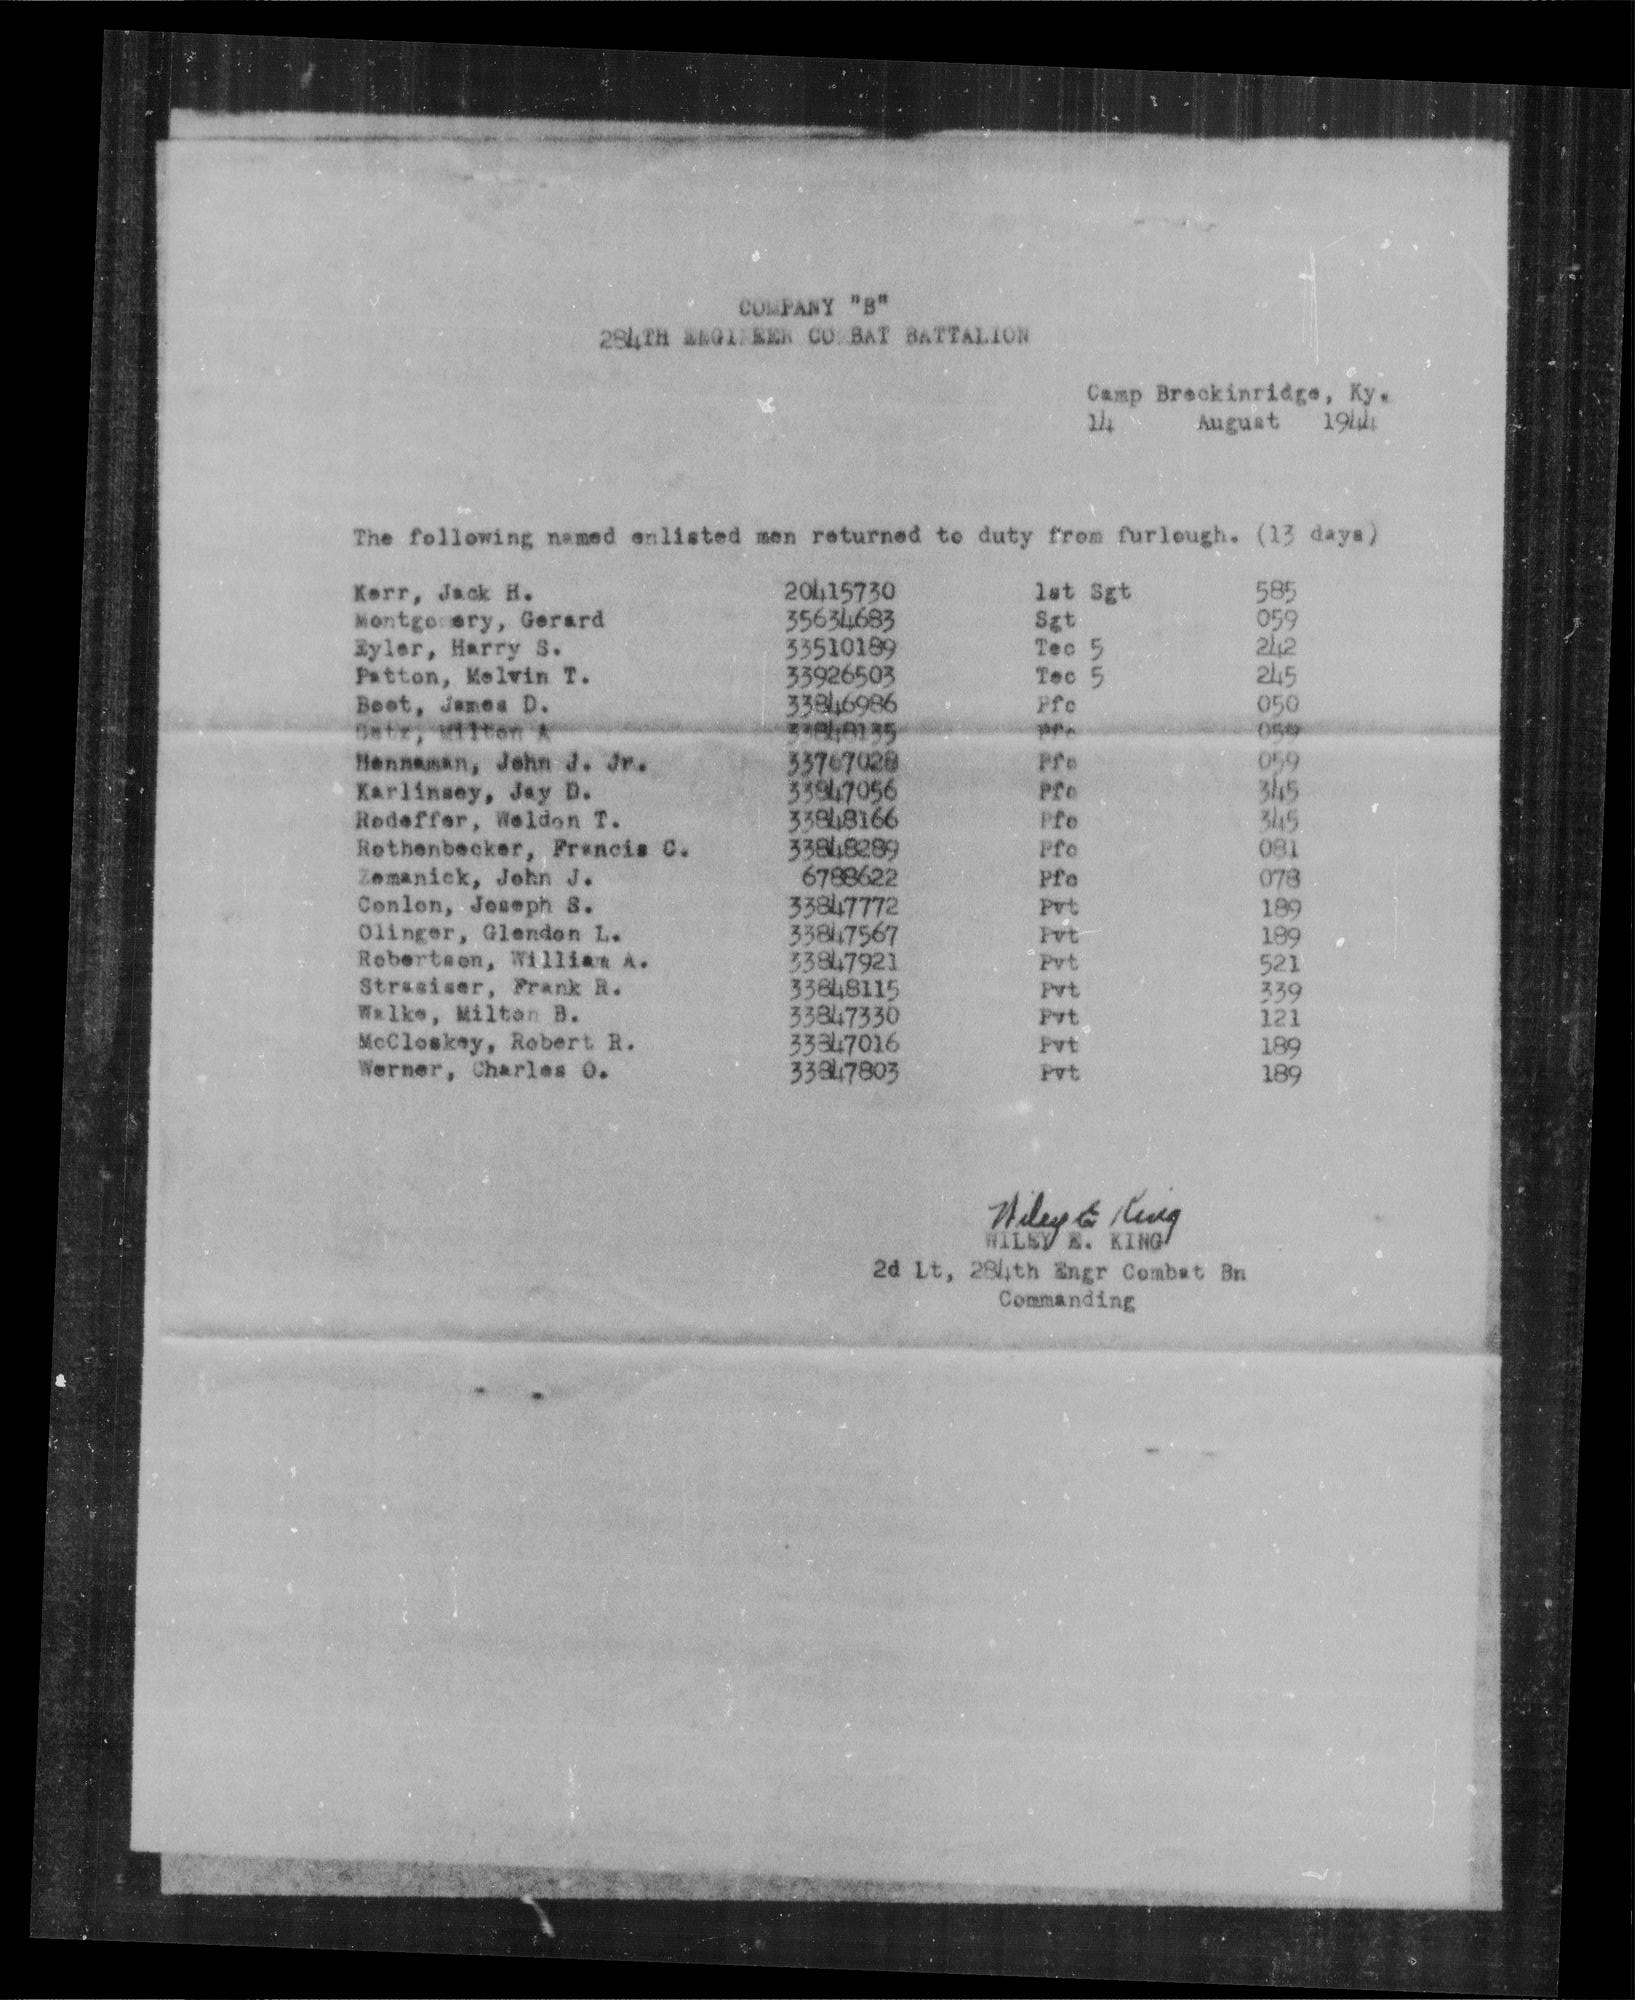 COMPANY "B"
284TH ENGINEER COMBAT BATTALION
Camp Breckinridge, Ky.
14 August 1944
The following named enlisted men returned to duty from furlough. (13 days)
Kerr, Jack H. 20415730 1st Sgt 585
Montgomery, Gerard 35634683 Sgt 059
Eyler, Harry S. 33510189 Tec 5 242
Patton, Melvin T. 33926503 Tec 5 245
Boot, James D. 33846986 Pfc 050
Milton A 33848135 Pfc 059
Hennaman, John J. Jr. 33767028 Pfc 059
Karlinsey, Jay D. 33847056 Pfc 345
Rodeffer, Weldon T. 33848166 Pfc 345
Rothenbecker, Francis C. 33848289 Pfc 081
Zemanick, John J. 6788622 Pfc 078
Conlon, Joseph S. 33847772 Pvt 189
Olinger, Glendon L. 33847567 Pvt 189
Robertson, William A. 33847921 Pvt 521
Strasiser, Frank R. 33848115 Pvt 339
Walke, Milton B. 33847330 Pvt 121
McCloskey, Robert R. 33847016 Pvt 189
Werner, Charles O. 33847803 Pvt 189
Wiley E King
WILEY E. KING
2d Lt, 284th Engr Combat Bn
Commanding